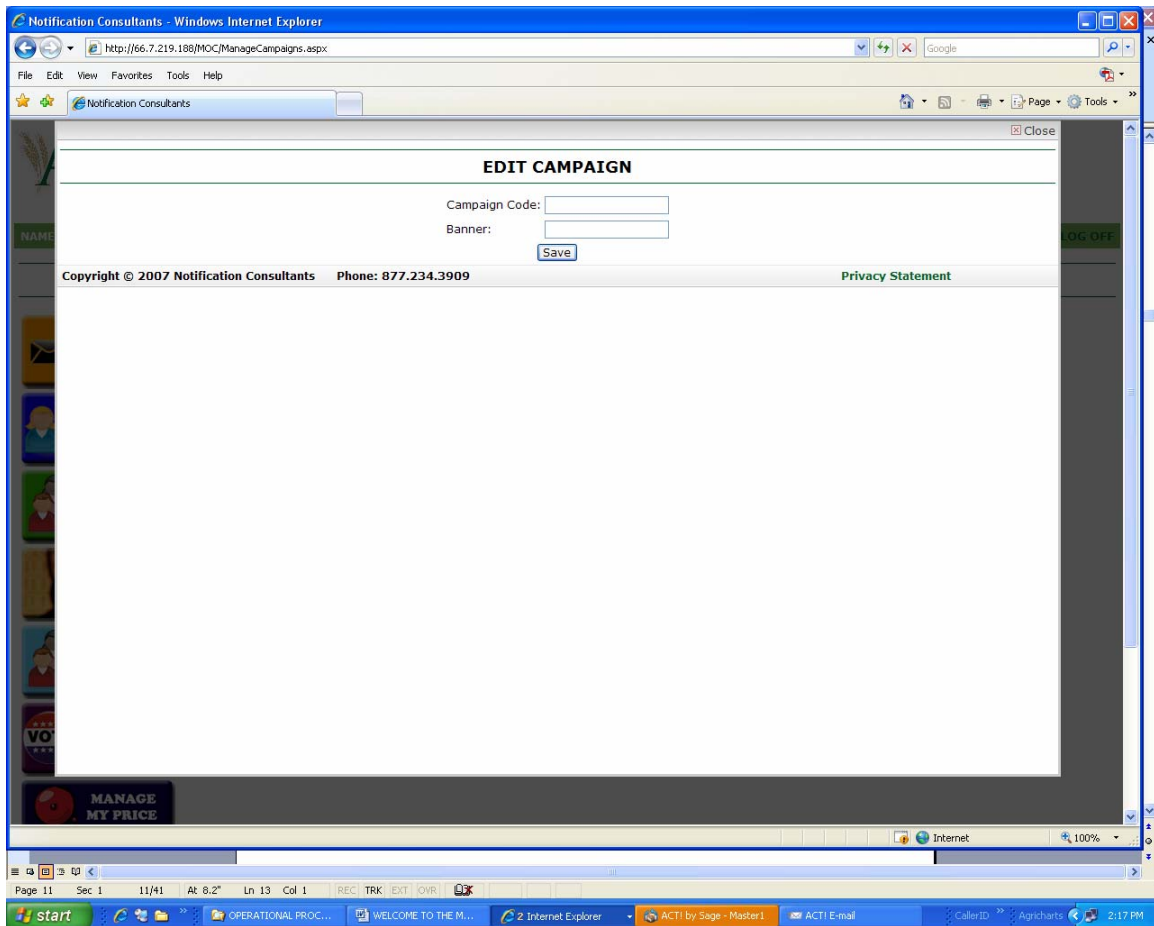 Notification Consultants - Windows Internet Explorer
http://66.7.219.188/MOC/ManageCampaigns.aspx
Google
File Edit View Favorites Tools Help
Notification Consultants
Page Tools
Close
EDIT CAMPAIGN
Campaign Code:
NAME
Banner:
LOG OFF
Save
Copyright © 2007 Notification Consultants Phone: 877.234.3909 Privacy Statement
VO
MANAGE
MY PRICE
Internet 100%
Page 11 Sec 1 11/41 At 8.2" Ln 13 Col 1 REC TRK EXT OVR
start OPERATIONAL PROC... WELCOME TO THE M... 2 Internet Explorer ACT! by Sage - Master1 ACT! E-mail CallerID Agricharts 2:17 PM